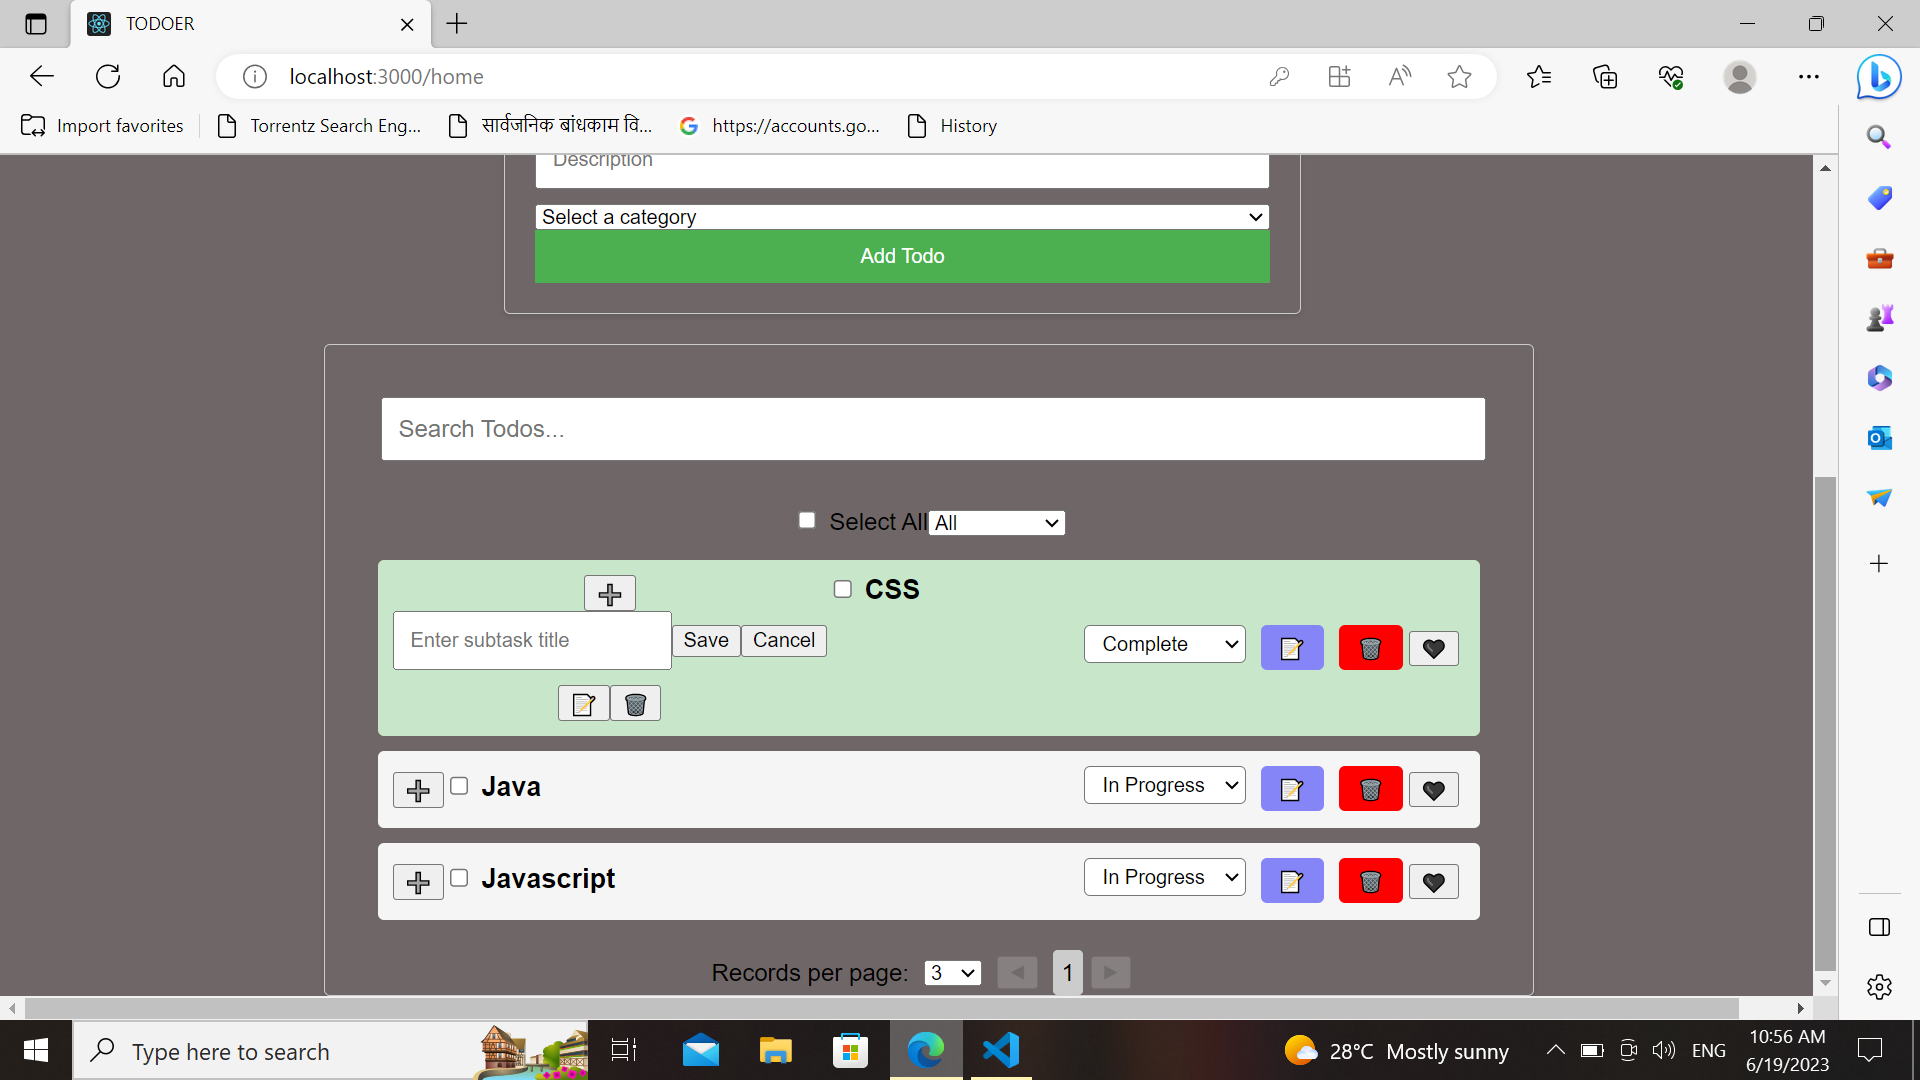 TODOER
localhost:3000/home
Import favorites
Torrentz Search Eng...
सार्वजनिक बांधकाम वि...
https://accounts.go...
History
Description
Select a category
Add Todo
Search Todos...
Select All
All
CSS
Enter subtask title
Save
Cancel
Complete
Java
In Progress
Javascript
In Progress
Records per page:
3
1
Type here to search
28°C Mostly sunny
ENG
10:56 AM
6/19/2023